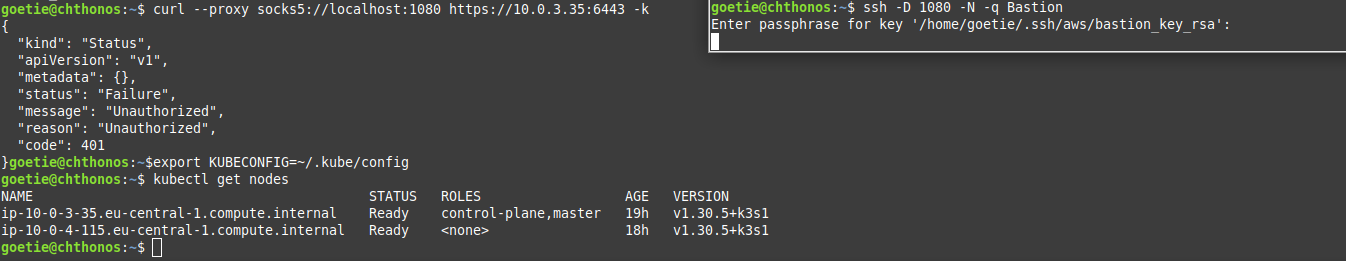 goetie@chthonos:~$ curl --proxy socks5://localhost:1080 https://10.0.3.35:6443 -k
{
  "kind": "Status",
  "apiVersion": "v1",
  "metadata": {},
  "status": "Failure",
  "message": "Unauthorized",
  "reason": "Unauthorized",
  "code": 401
}goetie@chthonos:~$export KUBECONFIG=~/.kube/config
goetie@chthonos:~$ kubectl get nodes
NAME                                          STATUS   ROLES                  AGE   VERSION
ip-10-0-3-35.eu-central-1.compute.internal    Ready    control-plane,master   19h   v1.30.5+k3s1
ip-10-0-4-115.eu-central-1.compute.internal   Ready    <none>                 18h   v1.30.5+k3s1
goetie@chthonos:~$
goetie@chthonos:~$ ssh -D 1080 -N -q Bastion
Enter passphrase for key '/home/goetie/.ssh/aws/bastion_key_rsa':